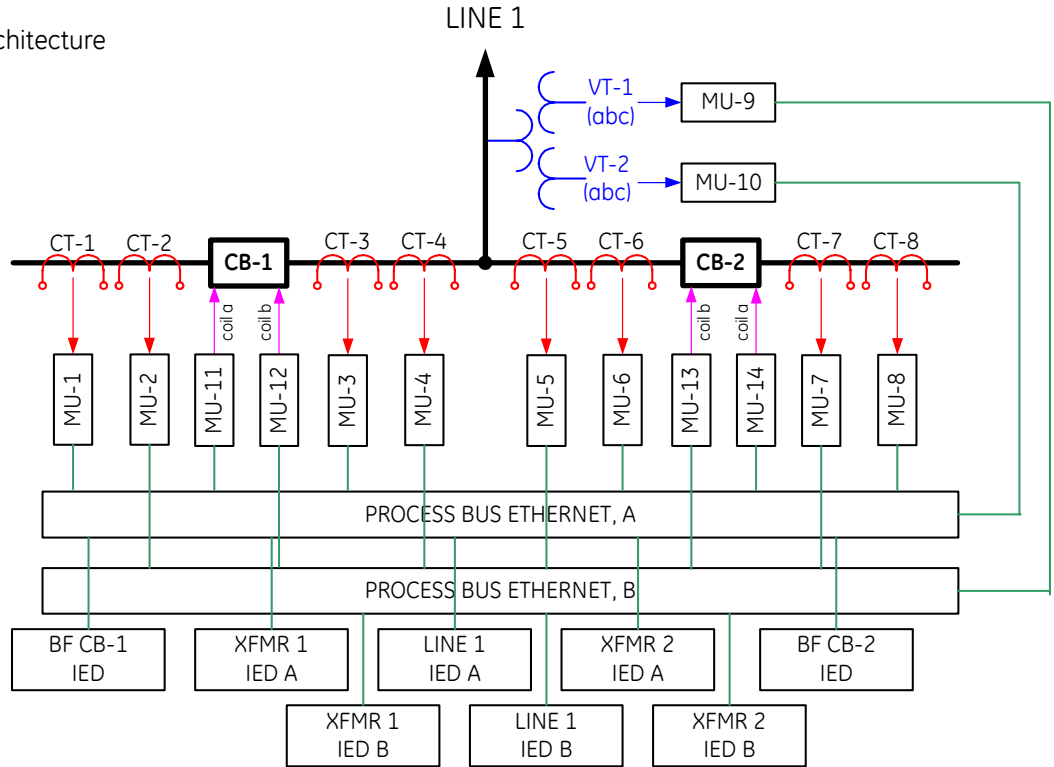 LINE 1
chitecture
VT-1
(abc)
MU-9
VT-2
(abc)
MU-10
CT-1
CT-2
CB-1
CT-3
CT-4
CT-5
CT-6
CB-2
CT-7
CT-8
coil a
coil b
coil b
coil a
MU-1
MU-2
MU-11
MU-12
MU-3
MU-4
MU-5
MU-6
MU-13
MU-14
MU-7
MU-8
PROCESS BUS ETHERNET, A
PROCESS BUS ETHERNET, B
BF CB-1
IED
XFMR 1
IED A
LINE 1
IED A
XFMR 2
IED A
BF CB-2
IED
XFMR 1
IED B
LINE 1
IED B
XFMR 2
IED B